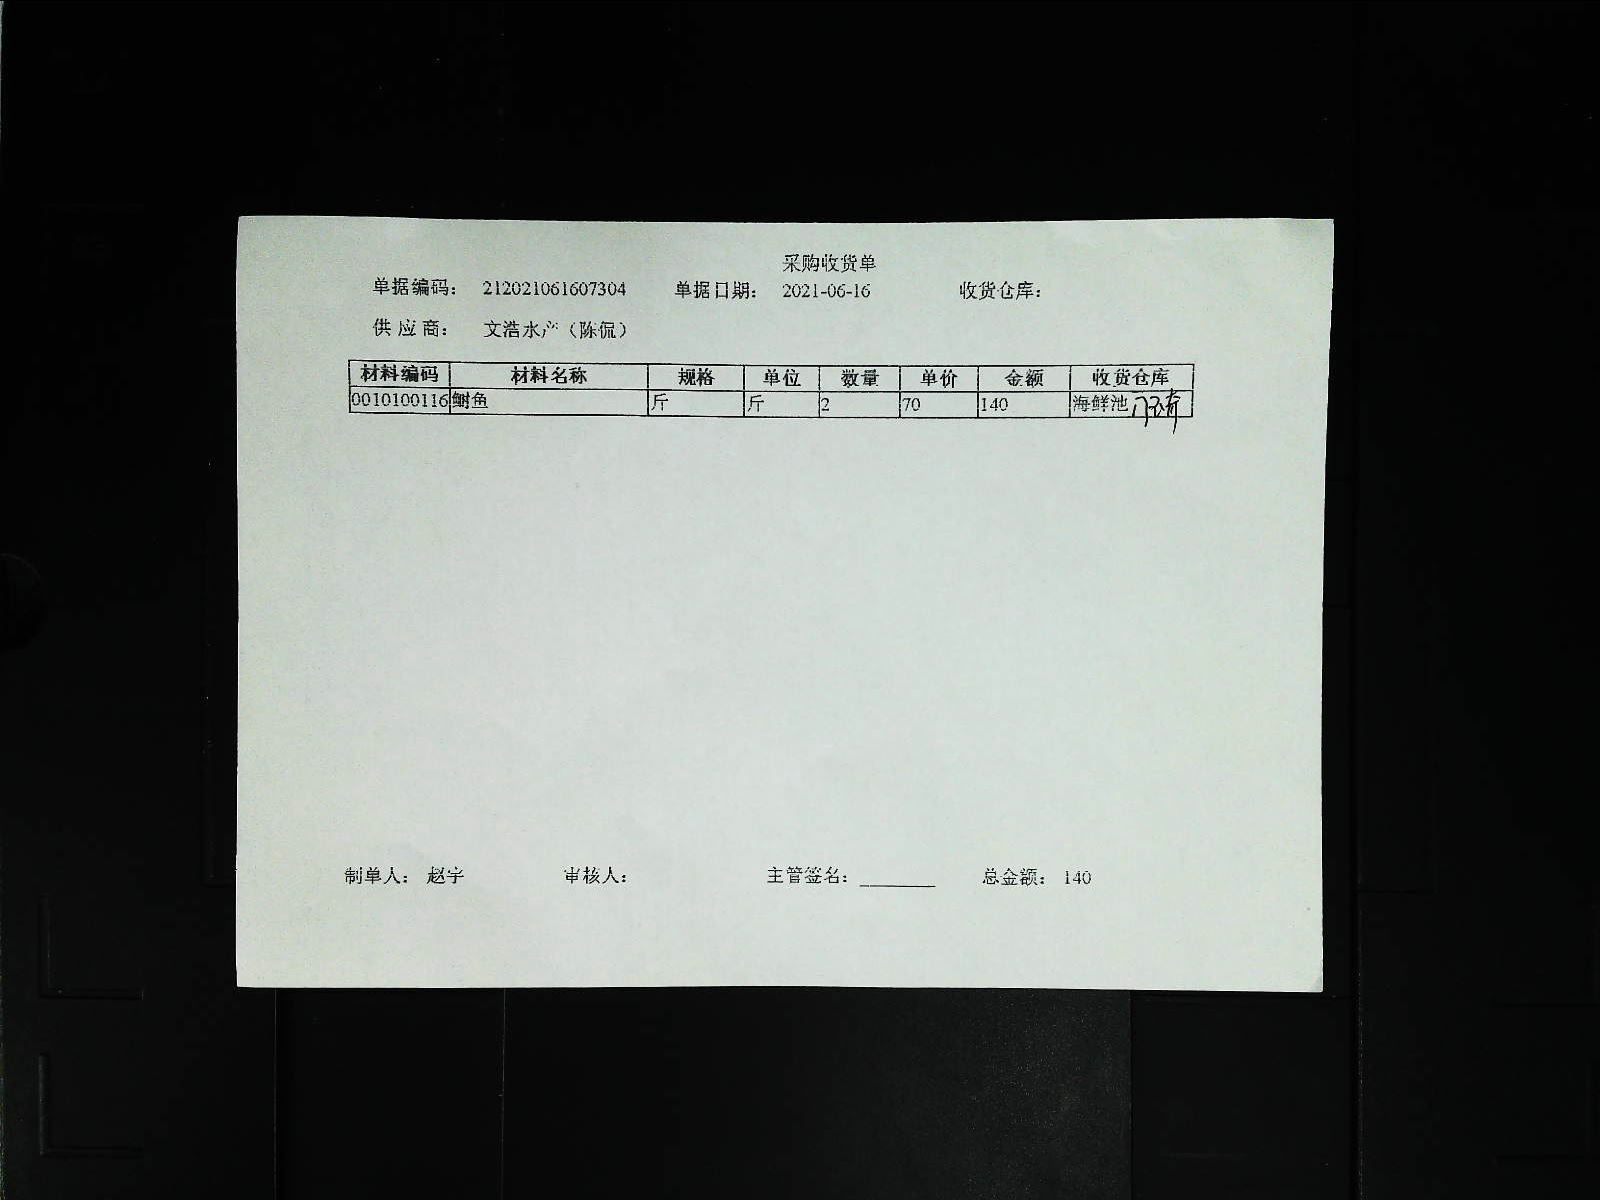 采购收货单
单据编码： 212021061607304 单据日期： 2021-06-16 收货仓库：
供应商： 文浩水产（陈侃）
材料编码 材料名称 规格 单位 数量 单价 金额 收货仓库
0010100116 鲥鱼 斤 斤 2 70 140 海鲜池
制单人： 赵宇 审核人： 主管签名：________ 总金额： 140